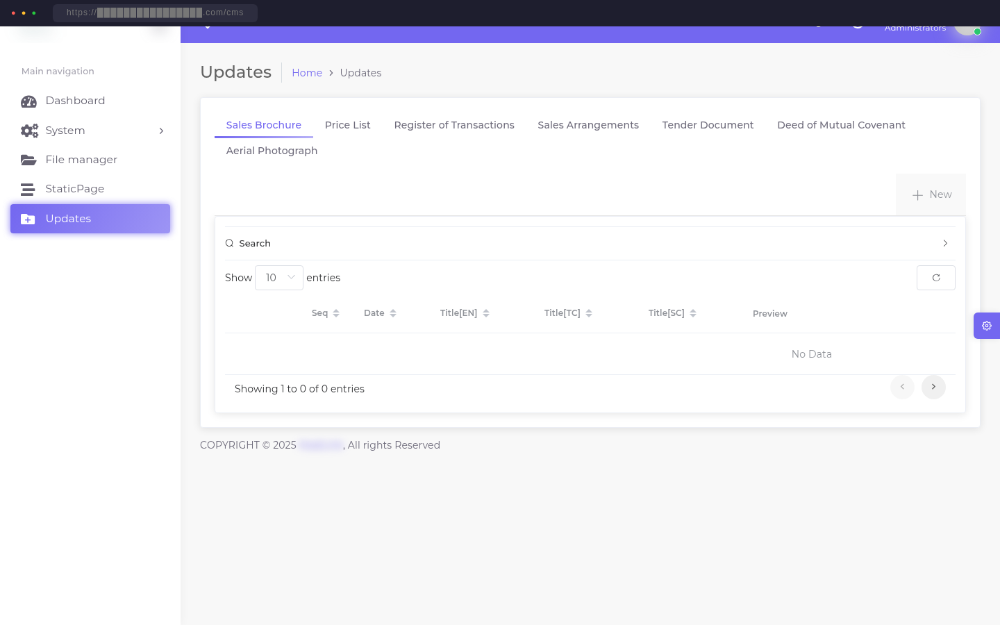 https://███████████████.com/cms
Administrators
Main navigation
Dashboard
System
File manager
StaticPage
Updates
Updates
Home > Updates
Sales Brochure Price List Register of Transactions Sales Arrangements Tender Document Deed of Mutual Covenant
Aerial Photograph
New
Search
Show 10 entries
Seq Date Title[EN] Title[TC] Title[SC] Preview
No Data
Showing 1 to 0 of 0 entries
COPYRIGHT © 2025 , All rights Reserved